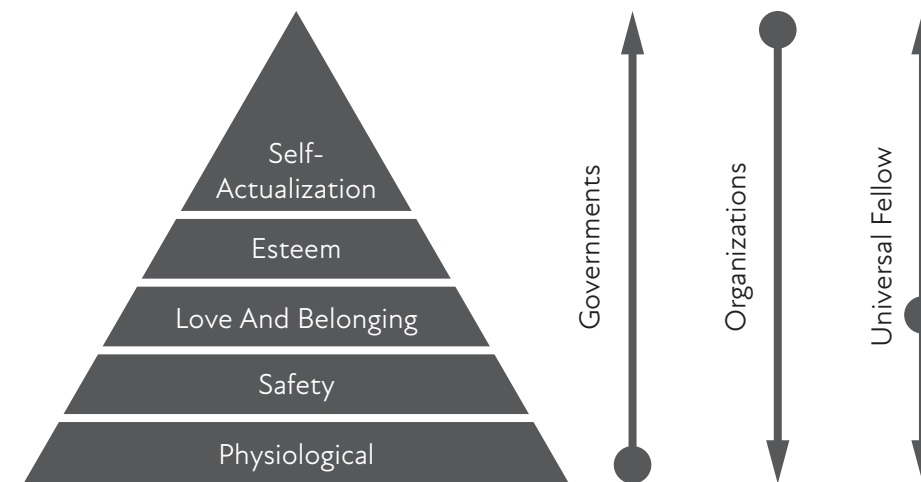 Self-
Actualization
Esteem
Love And Belonging
Safety
Physiological
Governments
Organizations
Universal Fellow